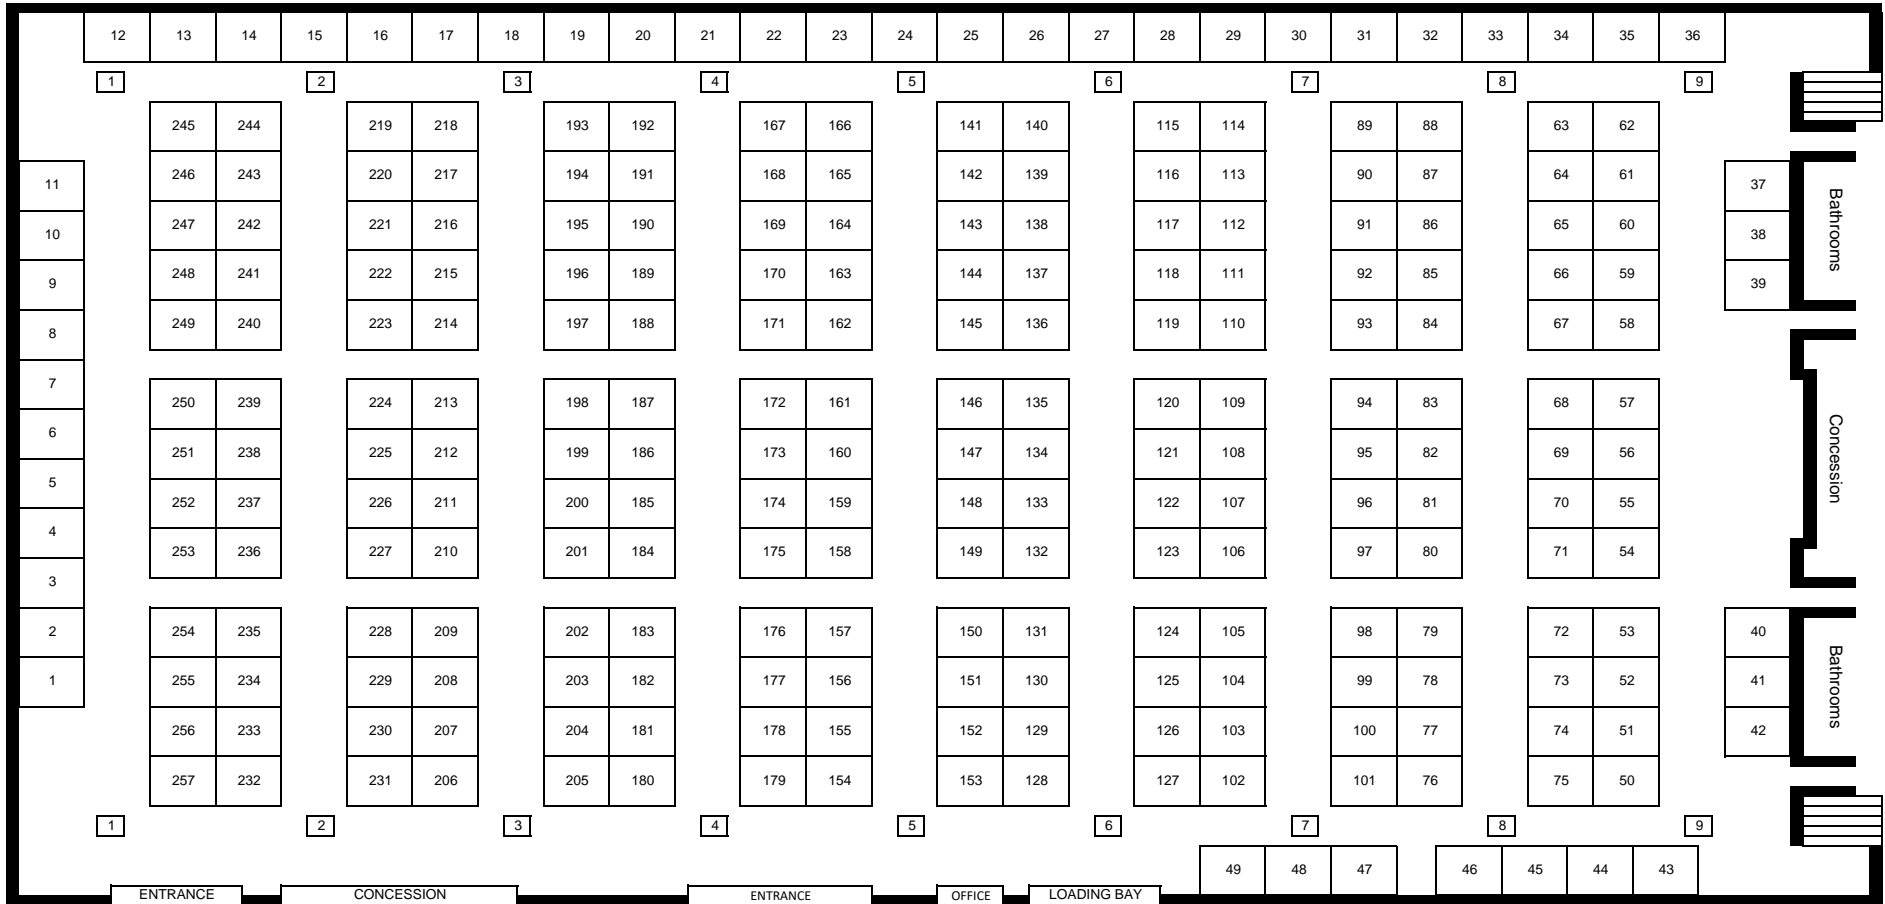 12 13 14 15 16 17 18 19 20 21 22 23 24 25 26 27 28 29 30 31 32 33 34 35 36
1 2 3 4 5 6 7 8 9
245 244 219 218 193 192 167 166 141 140 115 114 89 88 63 62
11 246 243 220 217 194 191 168 165 142 139 116 113 90 87 64 61 37
10 247 242 221 216 195 190 169 164 143 138 117 112 91 86 65 60 38
Bathrooms
9 248 241 222 215 196 189 170 163 144 137 118 111 92 85 66 59 39
8 249 240 223 214 197 188 171 162 145 136 119 110 93 84 67 58
7 250 239 224 213 198 187 172 161 146 135 120 109 94 83 68 57
6 251 238 225 212 199 186 173 160 147 134 121 108 95 82 69 56
Concession
5 252 237 226 211 200 185 174 159 148 133 122 107 96 81 70 55
4 253 236 227 210 201 184 175 158 149 132 123 106 97 80 71 54
3
2 254 235 228 209 202 183 176 157 150 131 124 105 98 79 72 53 40
1 255 234 229 208 203 182 177 156 151 130 125 104 99 78 73 52 41
Bathrooms
256 233 230 207 204 181 178 155 152 129 126 103 100 77 74 51 42
257 232 231 206 205 180 179 154 153 128 127 102 101 76 75 50
1 2 3 4 5 6 7 8 9
49 48 47 46 45 44 43
ENTRANCE CONCESSION ENTRANCE OFFICE LOADING BAY